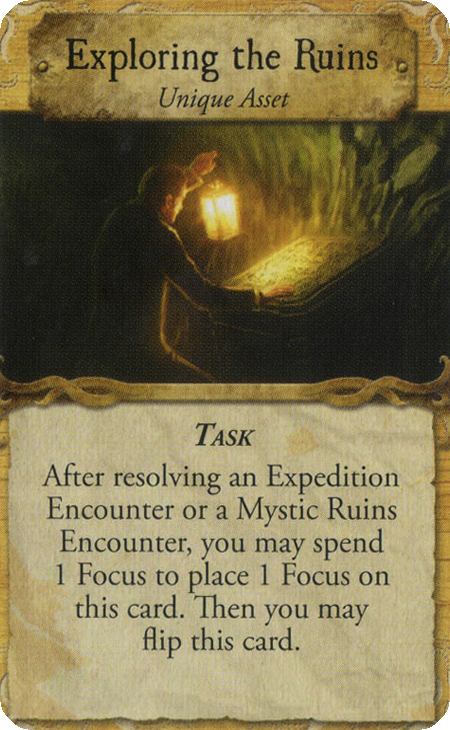 Exploring the Ruins
Unique Asset
TASK
After resolving an Expedition
Encounter or a Mystic Ruins
Encounter, you may spend
1 Focus to place 1 Focus on
this card. Then you may
flip this card.